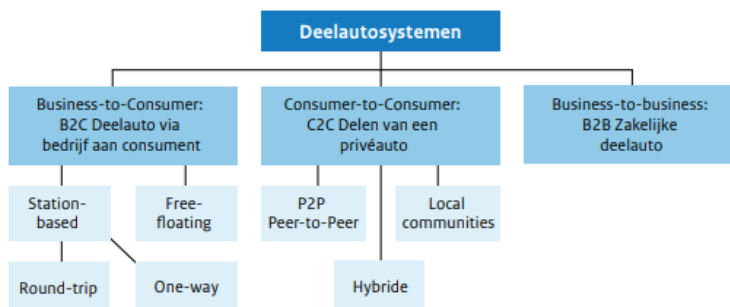 Deelautosystemen
Business-to-Consumer:
B2C Deelauto via
bedrijf aan consument
Consumer-to-Consumer:
C2C Delen van een
privéauto
Business-to-business:
B2B Zakelijke
deelauto
Station-
based
Free-
floating
P2P
Peer-to-Peer
Local
communities
Round-trip
One-way
Hybride